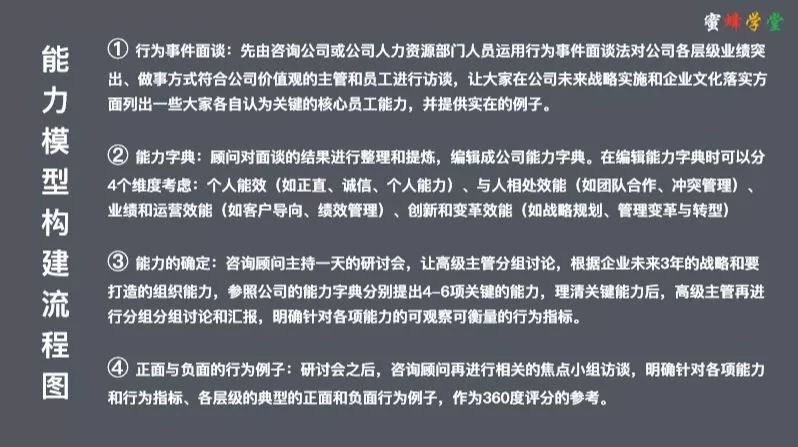 蜜蜂学堂
能力模型构建流程图
① 行为事件面谈：先由咨询公司或公司人力资源部门人员运用行为事件面谈法对公司各层级业绩突
出、做事方式符合公司价值观的主管和员工进行访谈，让大家在公司未来战略实施和企业文化落实方
面列出一些大家各自认为关键的核心员工能力，并提供实在的例子。
② 能力字典：顾问对面谈的结果进行整理和提炼，编辑成公司能力字典。在编辑能力字典时可以分
4个维度考虑：个人能效（如正直、诚信、个人能力）、与人相处效能（如团队合作、冲突管理）、
业绩和运营效能（如客户导向、绩效管理）、创新和变革效能（如战略规划、管理变革与转型）
③ 能力的确定：咨询顾问主持一天的研讨会，让高级主管分组讨论，根据企业未来3年的战略和要
打造的组织能力，参照公司的能力字典分别提出4–6项关键的能力，理清关键能力后，高级主管再进
行分组分组讨论和汇报，明确针对各项能力的可观察可衡量的行为指标。
④ 正面与负面的行为例子：研讨会之后，咨询顾问再进行相关的焦点小组访谈，明确针对各项能力
和行为指标、各层级的典型的正面和负面行为例子，作为360度评分的参考。